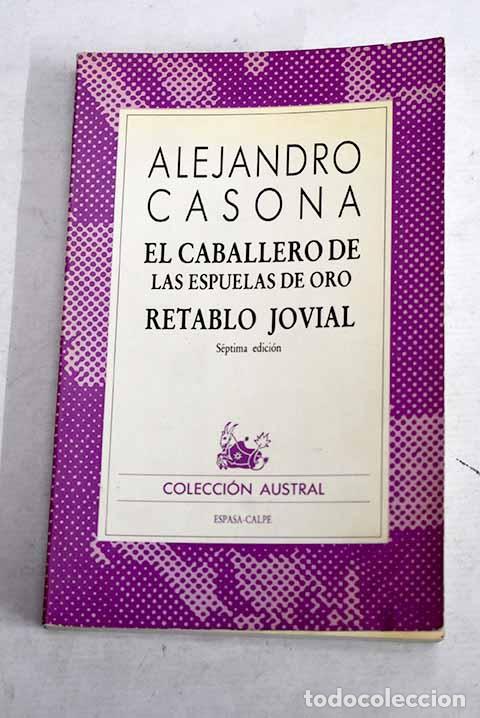 ALEJANDRO
CASONA
EL CABALLERO DE
LAS ESPUELAS DE ORO
RETABLO JOVIAL
Séptima edición
COLECCIÓN AUSTRAL
ESPASA-CALPE
todocoleccion